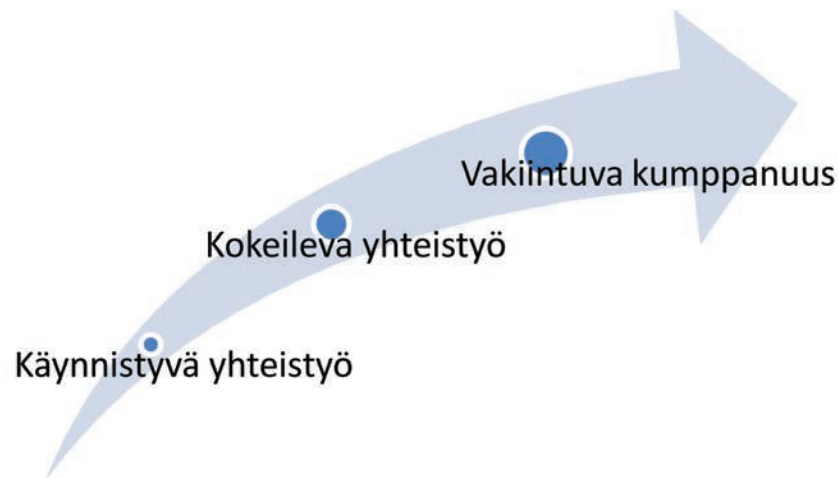 Vakiintuva kumppanuus
Kokeileva yhteistyö
Käynnistyvä yhteistyö